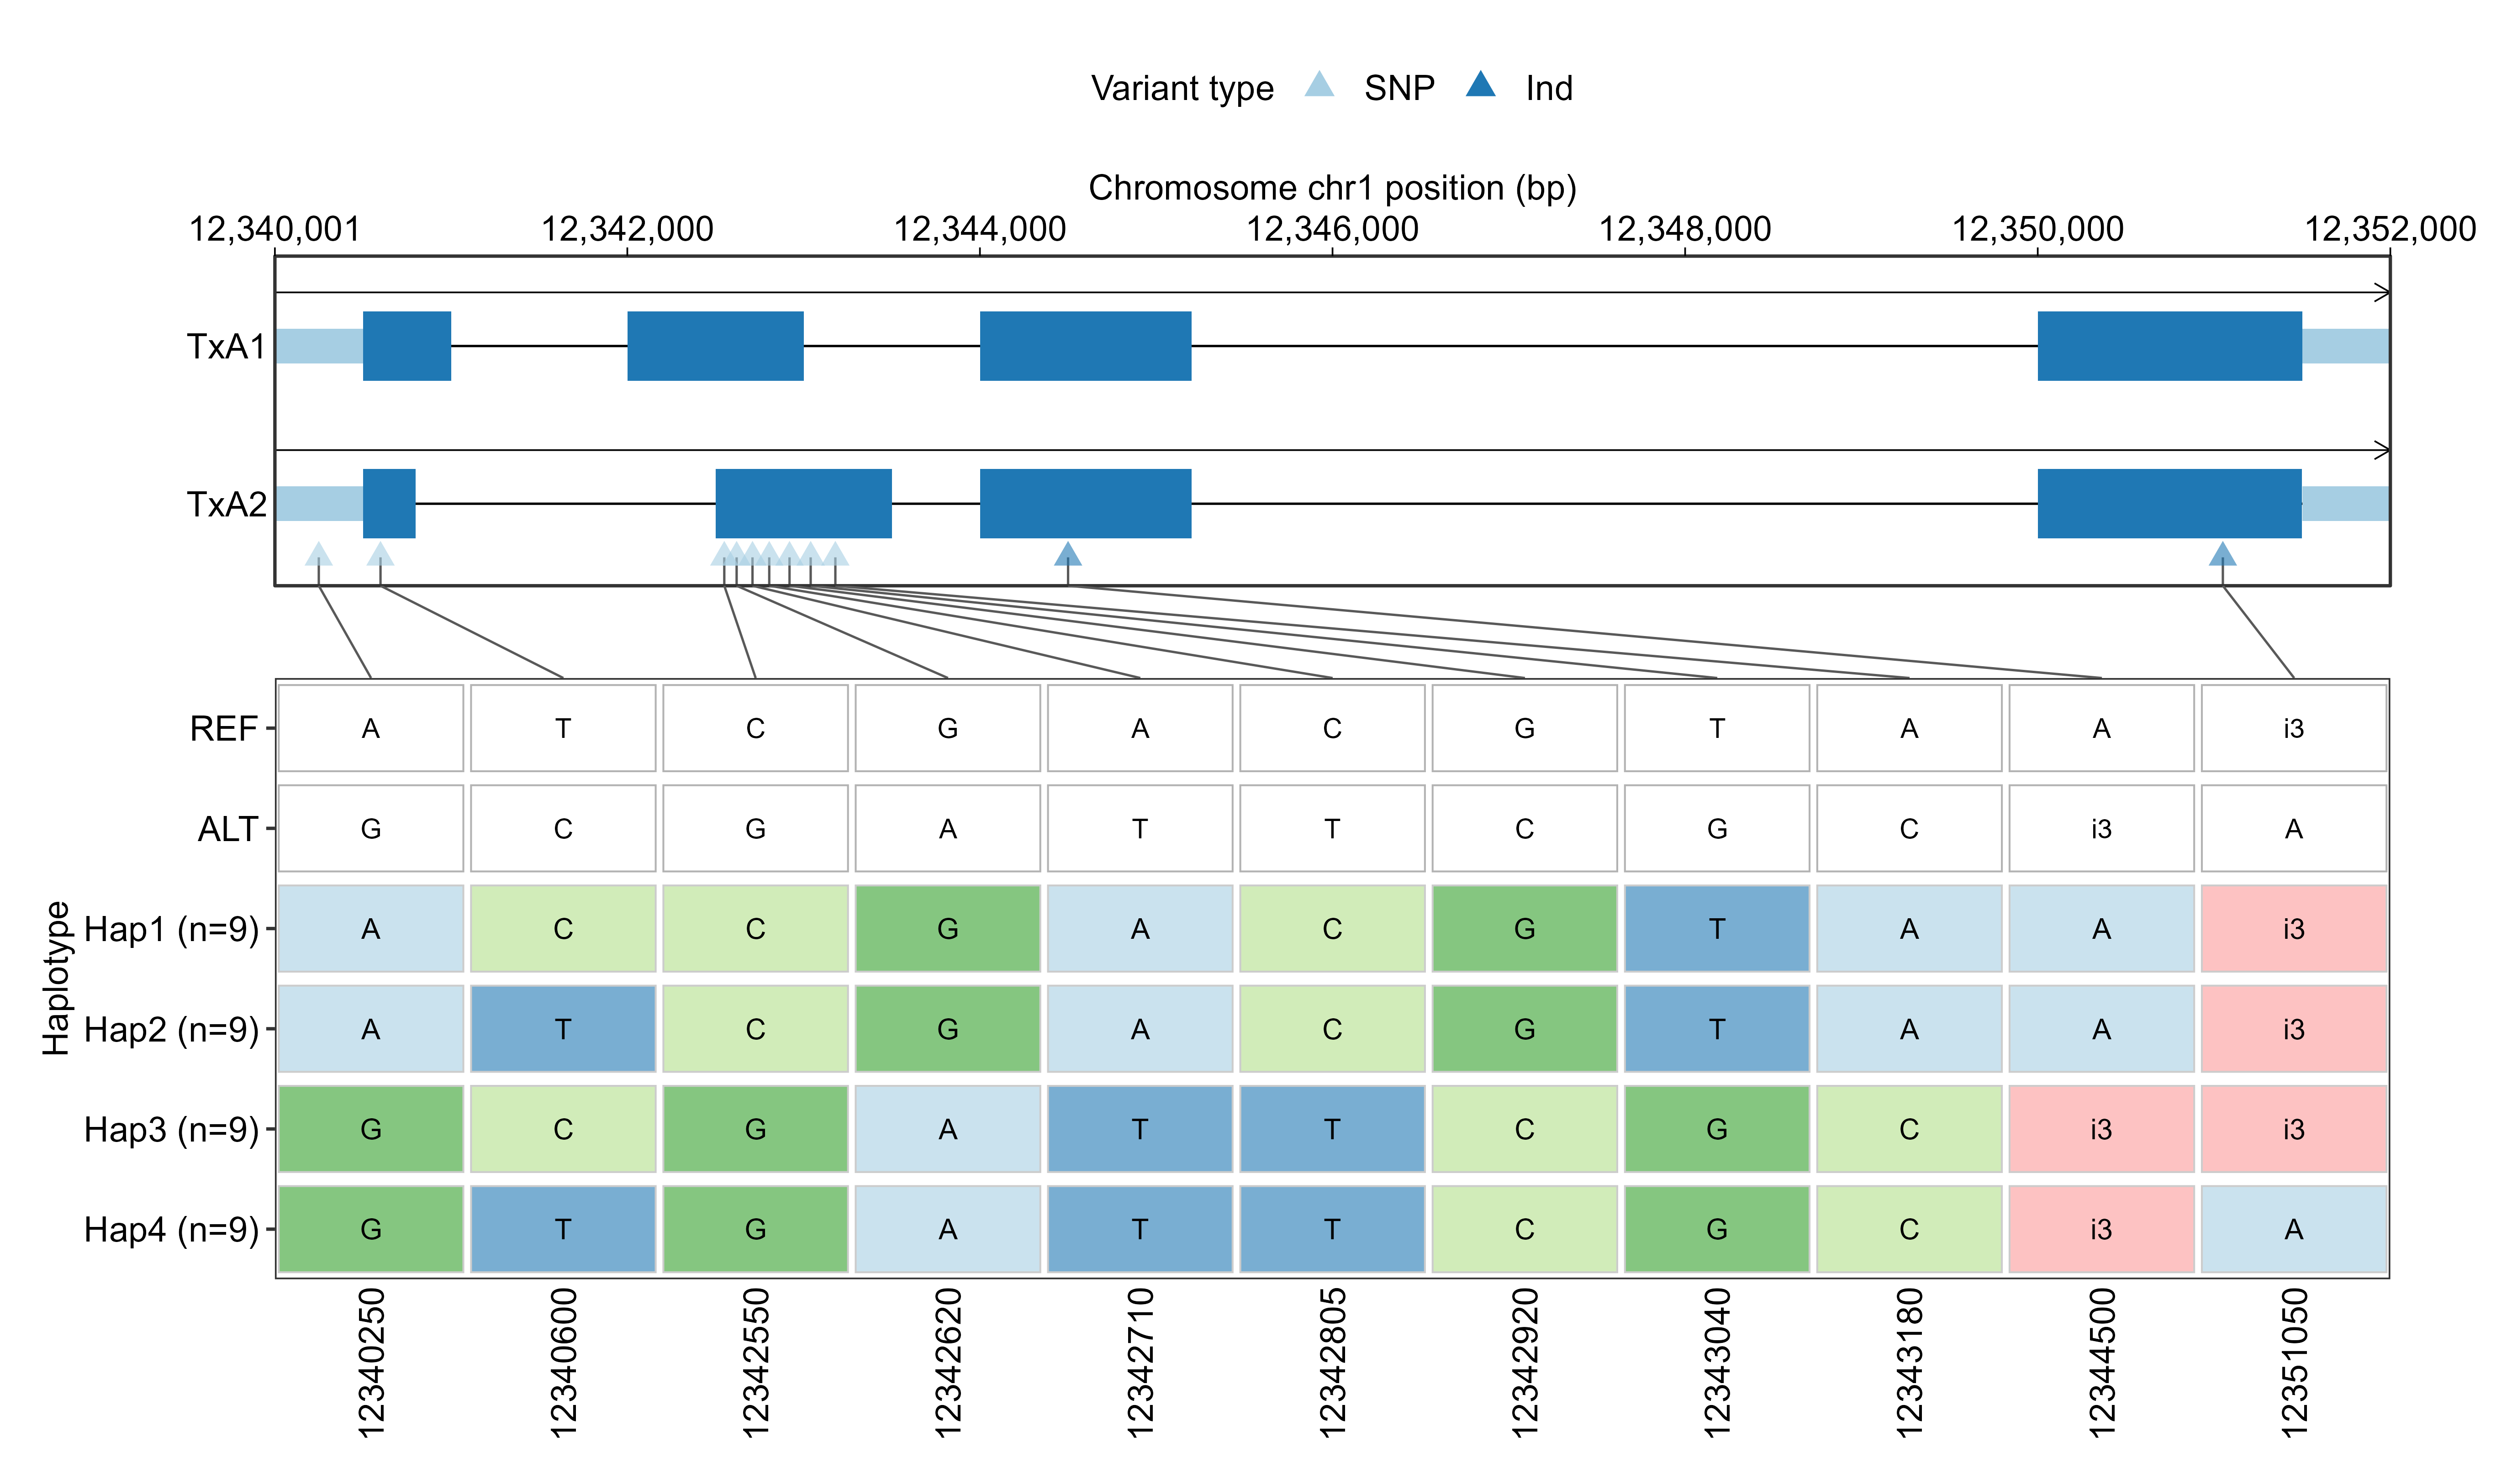 Variant type SNP Ind
Chromosome chr1 position (bp)
12,340,001 12,342,000 12,344,000 12,346,000 12,348,000 12,350,000 12,352,000
TxA1
TxA2
REF A T C G A C G T A A i3
ALT G C G A T T C G C i3 A
Haplotype
Hap1 (n=9) A C C G A C G T A A i3
Hap2 (n=9) A T C G A C G T A A i3
Hap3 (n=9) G C G A T T C G C i3 i3
Hap4 (n=9) G T G A T T C G C i3 A
12340250 12340600 12342550 12342620 12342710 12342805 12342920 12343040 12343180 12344500 12351050